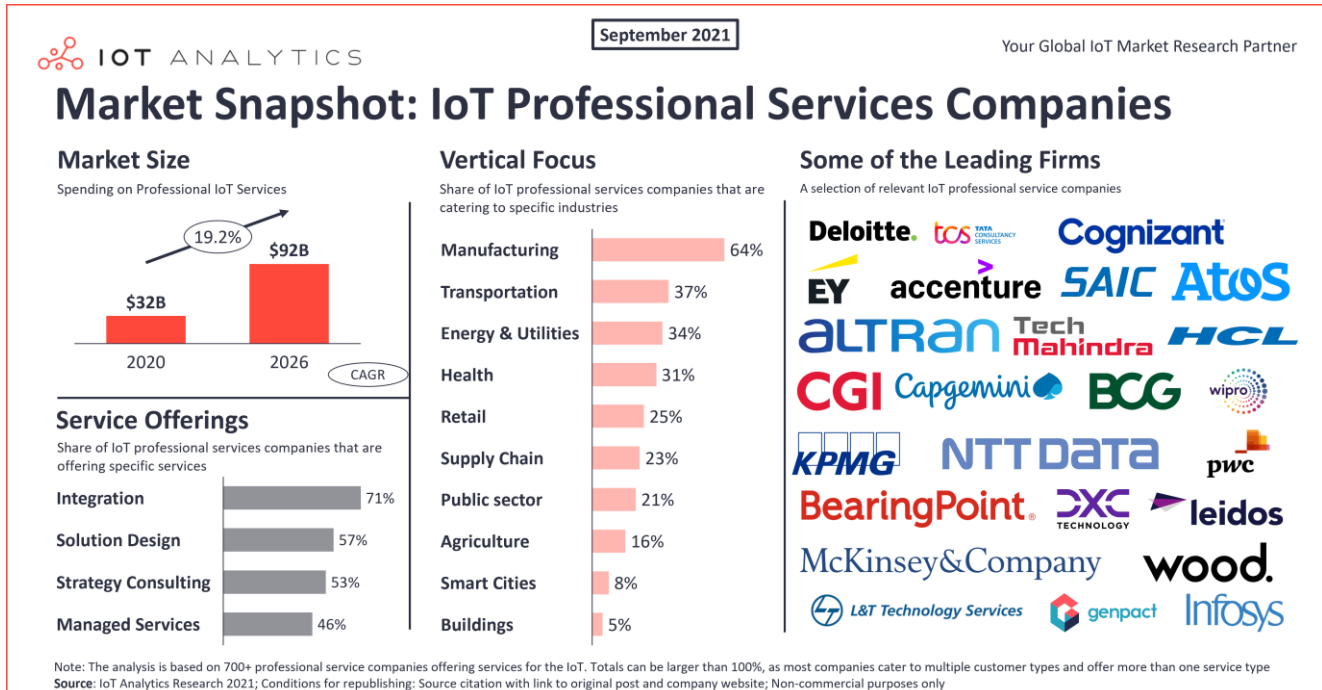 September 2021
IOT ANALYTICS
Your Global IoT Market Research Partner
Market Snapshot: IoT Professional Services Companies
Market Size
Spending on Professional IoT Services
19.2%
$92B
$32B
2020 2026
CAGR
Service Offerings
Share of IoT professional services companies that are
offering specific services
Integration 71%
Solution Design 57%
Strategy Consulting 53%
Managed Services 46%
Vertical Focus
Share of IoT professional services companies that are
catering to specific industries
Manufacturing 64%
Transportation 37%
Energy & Utilities 34%
Health 31%
Retail 25%
Supply Chain 23%
Public sector 21%
Agriculture 16%
Smart Cities 8%
Buildings 5%
Some of the Leading Firms
A selection of relevant IoT professional service companies
Deloitte. tcs TATA CONSULTANCY SERVICES Cognizant
EY accenture SAIC Atos
aLTRan Tech Mahindra HCL
CGI Capgemini BCG wipro
KPMG NTT DATA pwc
BearingPoint® DXC TECHNOLOGY leidos
McKinsey&Company wood.
LT L&T Technology Services genpact Infosys
Note: The analysis is based on 700+ professional service companies offering services for the IoT. Totals can be larger than 100%, as most companies cater to multiple customer types and offer more than one service type
Source: IoT Analytics Research 2021; Conditions for republishing: Source citation with link to original post and company website; Non-commercial purposes only